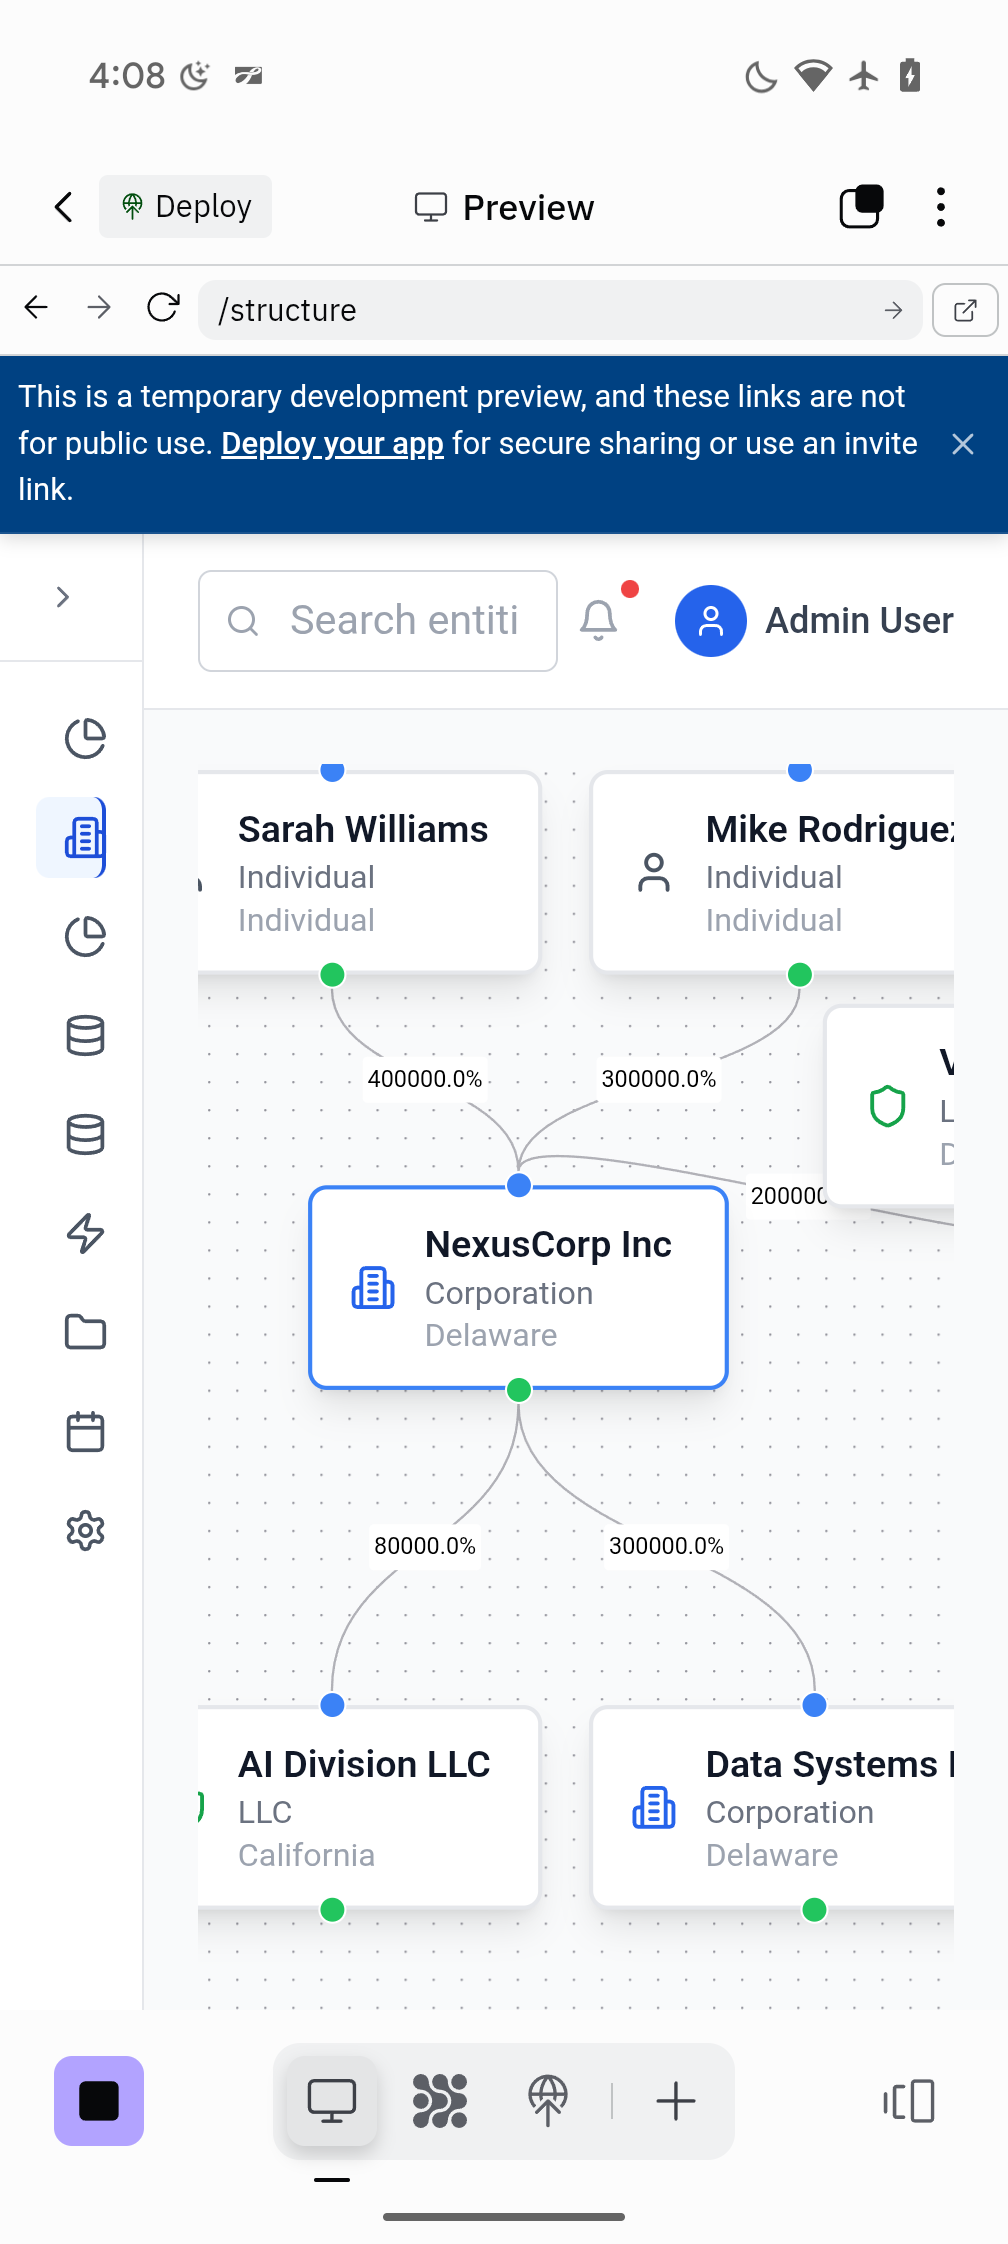 4:08
Deploy
Preview
/structure
This is a temporary development preview, and these links are not
for public use. Deploy your app for secure sharing or use an invite
link.
Search entiti
Admin User
Sarah Williams
Individual
Individual
Mike Rodriguez
Individual
Individual
400000.0%
300000.0%
V
L
D
200000
NexusCorp Inc
Corporation
Delaware
80000.0%
300000.0%
AI Division LLC
LLC
California
Data Systems
Corporation
Delaware